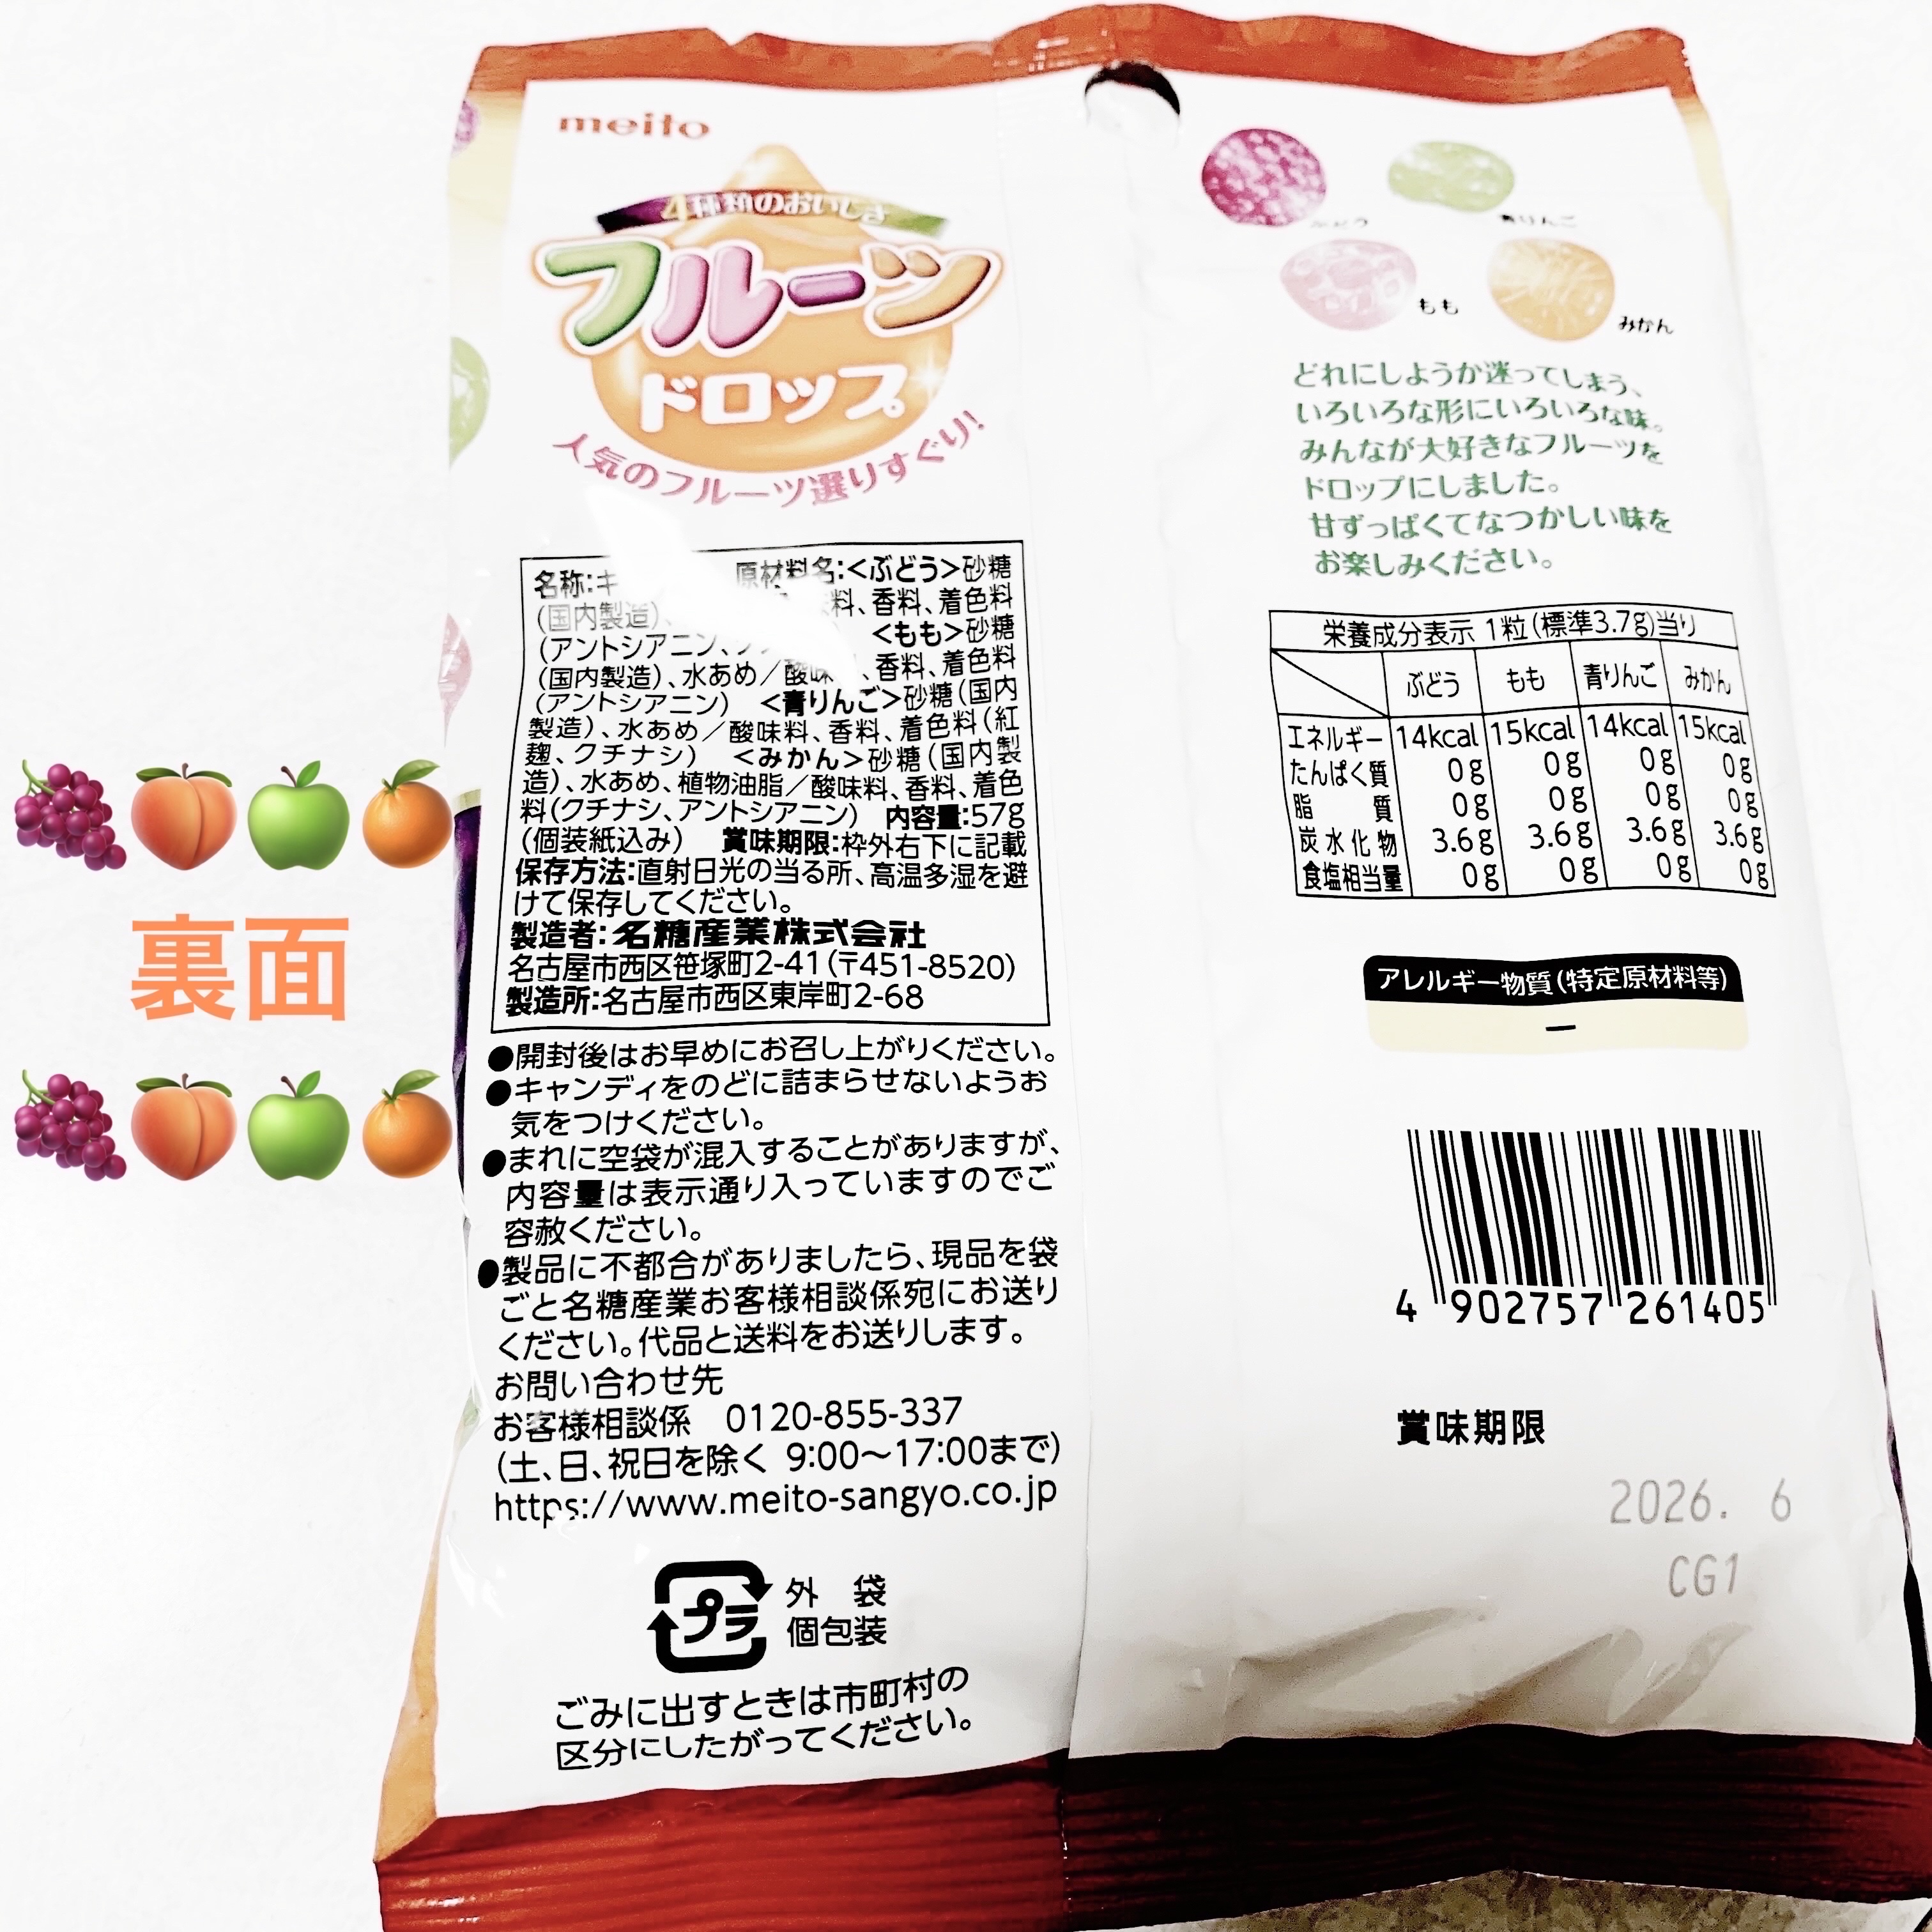 meito
4種類のおいしさ
フルーツ
ドロップ
人気のフルーツ選りすぐり!
名称:キ 原材料名:<ぶどう>砂糖
(国内製造)、 料、香料、着色料
(アントシアニン、
<もも>砂糖
(国内製造)、水あめ/酸味 、香料、着色料
(アントシアニン) <青りんご>砂糖(国内
製造)、水あめ/酸味料、香料、着色料(紅
麹、クチナシ) <みかん>砂糖(国内製
造)、水あめ、植物油脂/酸味料、香料、着色
料(クチナシ、アントシアニン) 内容量:57g
(個装紙込み) 賞味期限:枠外右下に記載
保存方法:直射日光の当る所、高温多湿を避
けて保存してください。
製造者:名糖産業株式会社
名古屋市西区笹塚町2-41(〒451-8520)
製造所:名古屋市西区東岸町2-68
●開封後はお早めにお召し上がりください。
●キャンディをのどに詰まらせないようお
気をつけください。
●まれに空袋が混入することがありますが、
内容量は表示通り入っていますのでご
容赦ください。
●製品に不都合がありましたら、現品を袋
ごと名糖産業お客様相談係宛にお送り
ください。代品と送料をお送りします。
お問い合わせ先
お客様相談係 0120-855-337
(土、日、祝日を除く 9:00〜17:00まで)
https://www.meito-sangyo.co.jp
プラ
外 袋
個包装
ごみに出すときは市町村の
区分にしたがってください。
裏面
ぶどう
青りんご
もも
みかん
どれにしようか迷ってしまう、
いろいろな形にいろいろな味。
みんなが大好きなフルーツを
ドロップにしました。
甘ずっぱくてなつかしい味を
お楽しみください。
栄養成分表示 1粒(標準3.7g)当り
ぶどう もも 青りんご みかん
エネルギー 14kcal 15kcal 14kcal 15kcal
たんぱく質 0g 0g 0g 0g
脂 質 0g 0g 0g 0g
炭水化物 3.6g 3.6g 3.6g 3.6g
食塩相当量 0g 0g 0g 0g
アレルギー物質(特定原材料等)
ー
4 902757 261405
賞味期限
2026. 6
CG1